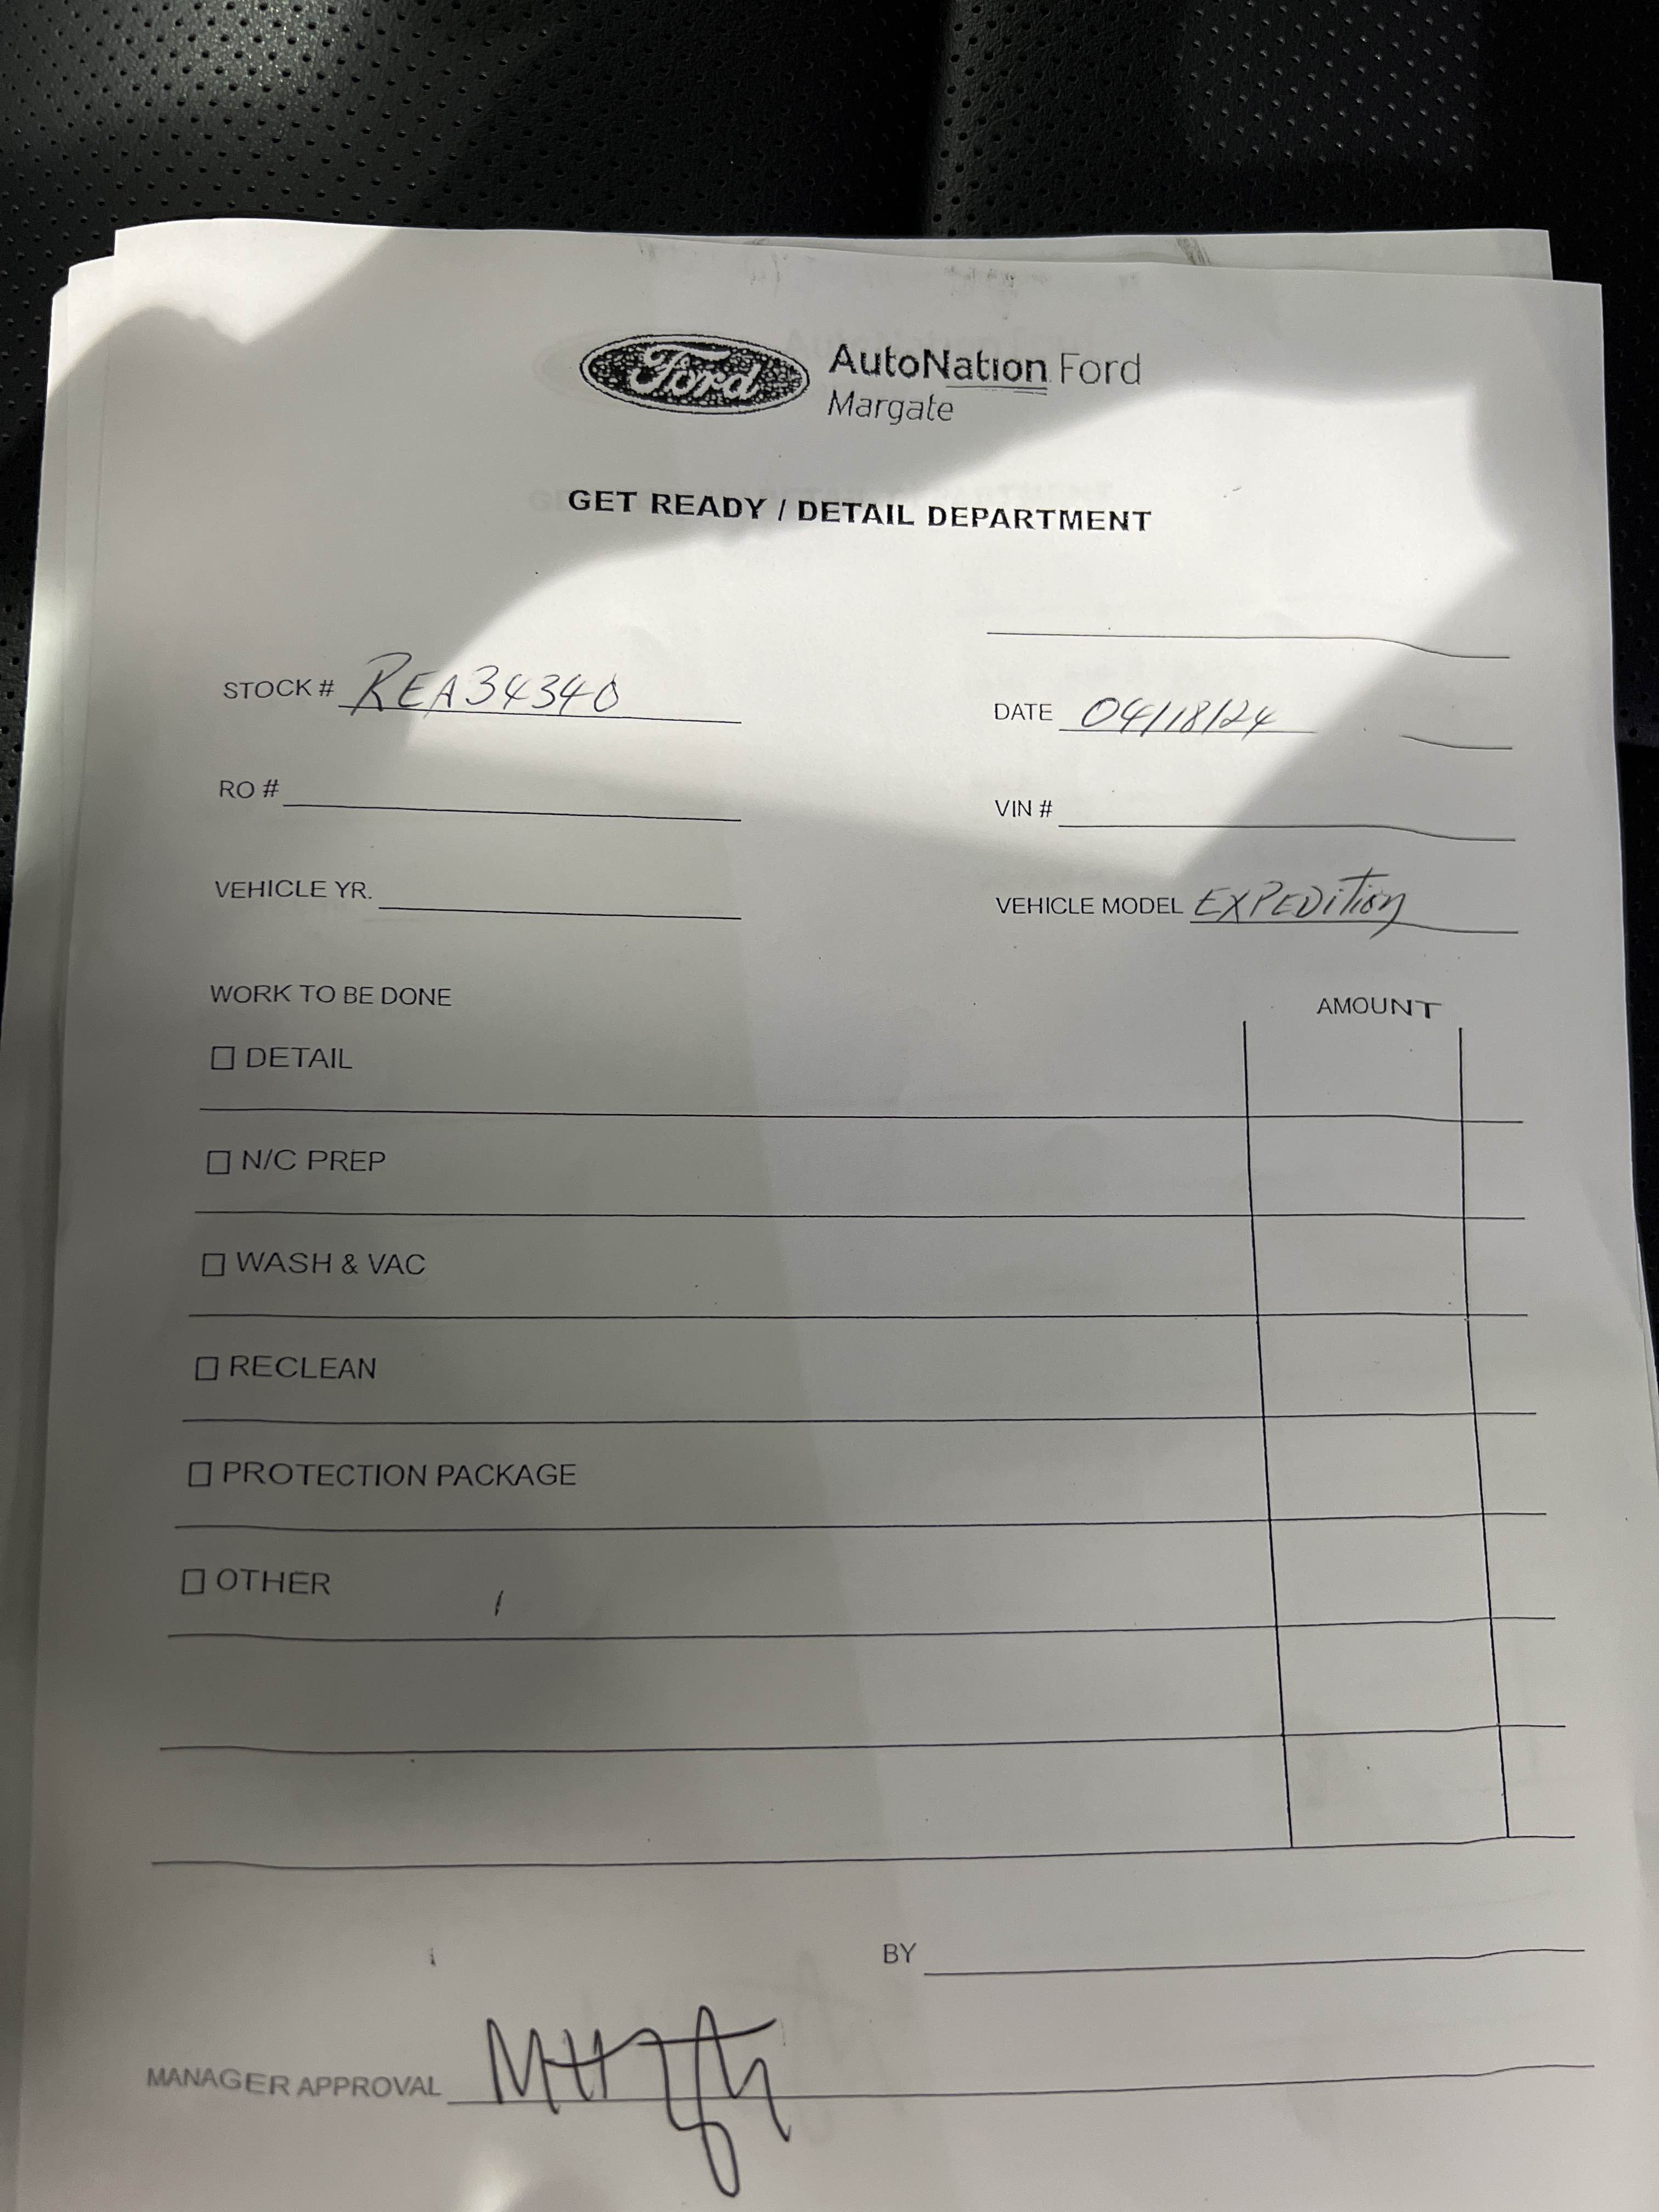 Ford AutoNation Ford
Margate
GET READY / DETAIL DEPARTMENT
STOCK # REA34340
DATE 04/18/24
RO #
VIN #
VEHICLE YR.
VEHICLE MODEL EXPEDITION
WORK TO BE DONE
AMOUNT
DETAIL
N/C PREP
WASH & VAC
RECLEAN
PROTECTION PACKAGE
OTHER
BY
MANAGER APPROVAL